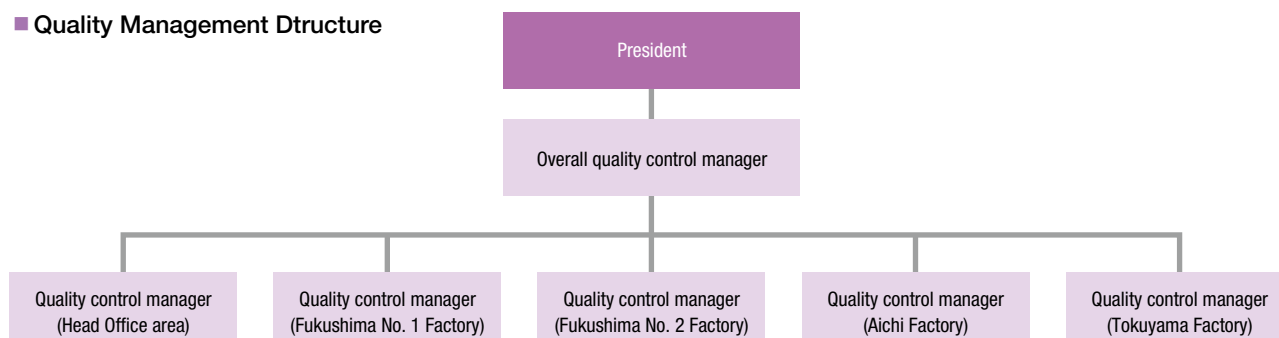 ■ Quality Management Dtructure
President
Overall quality control manager
Quality control manager
(Head Office area)
Quality control manager
(Fukushima No. 1 Factory)
Quality control manager
(Fukushima No. 2 Factory)
Quality control manager
(Aichi Factory)
Quality control manager
(Tokuyama Factory)